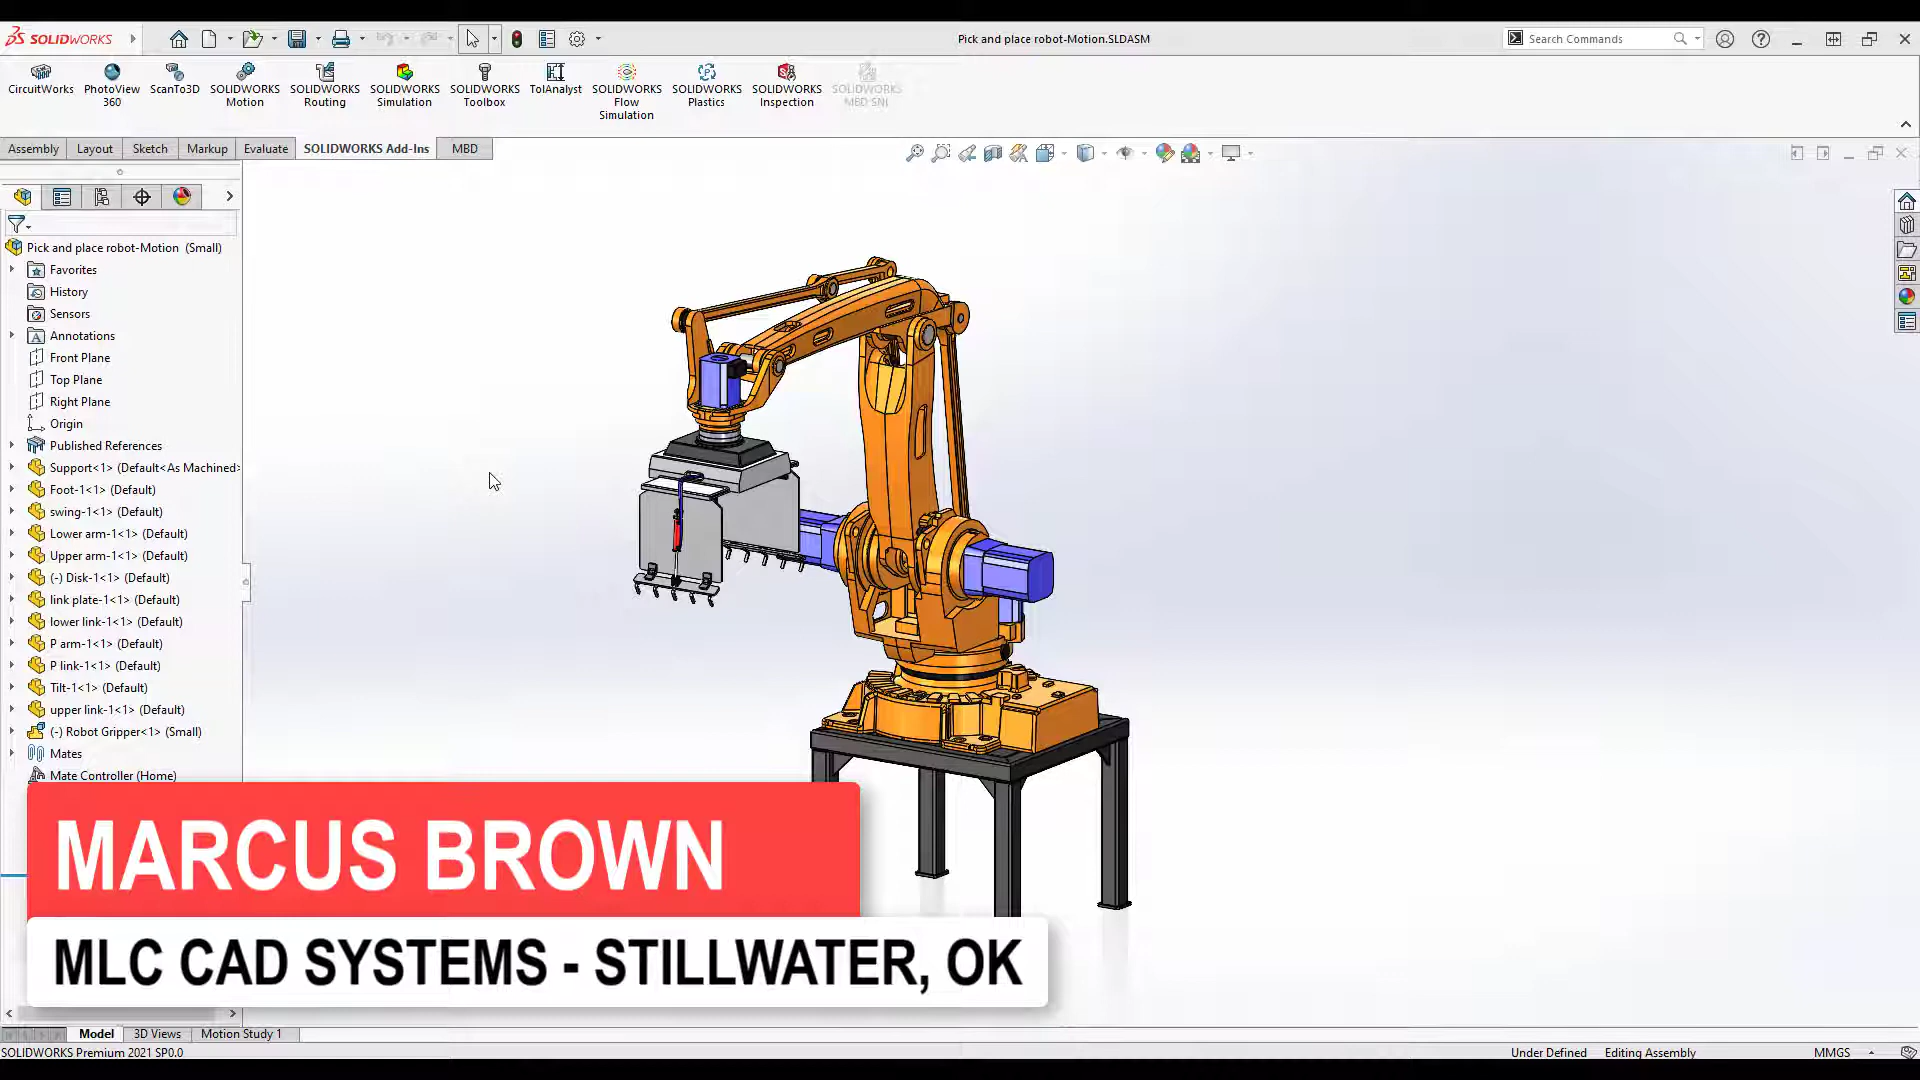 SOLIDWORKS
Pick and place robot-Motion.SLDASM
Search Commands
CircuitWorks
PhotoView 360
ScanTo3D
SOLIDWORKS Motion
SOLIDWORKS Routing
SOLIDWORKS Simulation
SOLIDWORKS Toolbox
TolAnalyst
SOLIDWORKS Flow Simulation
SOLIDWORKS Plastics
SOLIDWORKS Inspection
SOLIDWORKS MBD SNL
Assembly
Layout
Sketch
Markup
Evaluate
SOLIDWORKS Add-Ins
MBD
Pick and place robot-Motion (Small)
Favorites
History
Sensors
Annotations
Front Plane
Top Plane
Right Plane
Origin
Published References
Support<1> (Default<As Machined>
Foot-1<1> (Default)
swing-1<1> (Default)
Lower arm-1<1> (Default)
Upper arm-1<1> (Default)
(-) Disk-1<1> (Default)
link plate-1<1> (Default)
lower link-1<1> (Default)
P arm-1<1> (Default)
P link-1<1> (Default)
Tilt-1<1> (Default)
upper link-1<1> (Default)
(-) Robot Gripper<1> (Small)
Mates
Mate Controller (Home)
MARCUS BROWN
MLC CAD SYSTEMS - STILLWATER, OK
Model
3D Views
Motion Study 1
SOLIDWORKS Premium 2021 SP0.0
Under Defined
Editing Assembly
MMGS